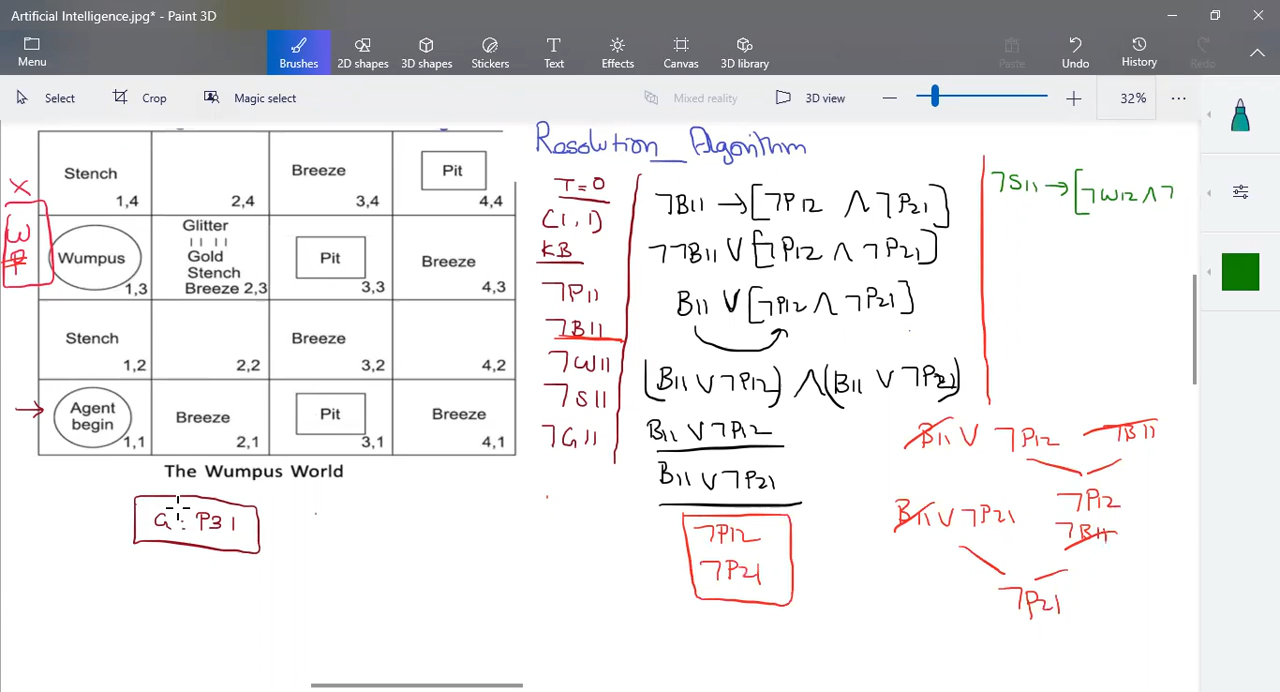 Artificial Intelligence.jpg* - Paint 3D
Menu
Brushes
2D shapes
3D shapes
Stickers
Text
Effects
Canvas
3D library
Paste
Undo
History
Redo
Select
Crop
Magic select
Mixed reality
3D view
32%
Stench
1,4
2,4
Breeze
3,4
Pit
4,4
X
Wumpus
1,3
Glitter
Gold
Stench
Breeze 2,3
Pit
3,3
Breeze
4,3
Stench
1,2
2,2
Breeze
3,2
4,2
Agent
begin
1,1
Breeze
2,1
Pit
3,1
Breeze
4,1
The Wumpus World
G : P31
Resolution Algorithm
T=0
(1,1)
KB
¬P11
¬B11
¬W11
¬S11
¬G11
¬B11 → [¬P12 ∧ ¬P21]
¬¬B11 ∨ [¬P12 ∧ ¬P21]
B11 ∨ [¬P12 ∧ ¬P21]
(B11 ∨ ¬P12) ∧ (B11 ∨ ¬P21)
B11 ∨ ¬P12
B11 ∨ ¬P21
¬P12
¬P21
¬S11 → [¬W12 ∧ ¬
B11 ∨ ¬P12 ¬B11
¬P12
B11 ∨ ¬P21 ¬B11
¬P21